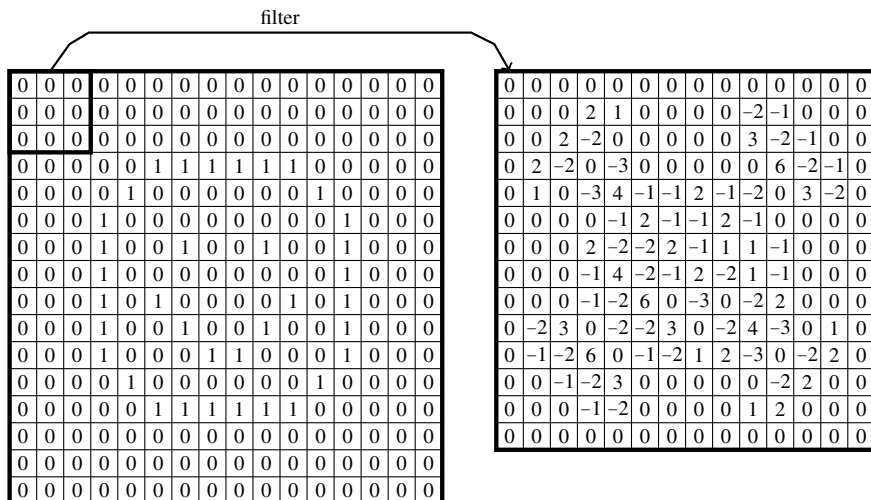 filter
0 0 0 0 0 0 0 0 0 0 0 0 0 0 0 0
0 0 0 0 0 0 0 0 0 0 0 0 0 0 0 0
0 0 0 0 0 0 0 0 0 0 0 0 0 0 0 0
0 0 0 0 0 1 1 1 1 1 1 0 0 0 0 0
0 0 0 0 1 0 0 0 0 0 0 1 0 0 0 0
0 0 0 1 0 0 0 0 0 0 0 0 1 0 0 0
0 0 0 1 0 0 1 0 0 1 0 0 1 0 0 0
0 0 0 1 0 0 0 0 0 0 0 0 1 0 0 0
0 0 0 1 0 1 0 0 0 0 1 0 1 0 0 0
0 0 0 1 0 0 1 0 0 1 0 0 1 0 0 0
0 0 0 1 0 0 0 1 1 0 0 0 1 0 0 0
0 0 0 0 1 0 0 0 0 0 0 1 0 0 0 0
0 0 0 0 0 1 1 1 1 1 1 0 0 0 0 0
0 0 0 0 0 0 0 0 0 0 0 0 0 0 0 0
0 0 0 0 0 0 0 0 0 0 0 0 0 0 0 0
0 0 0 0 0 0 0 0 0 0 0 0 0 0 0 0
0 0 0 0 0 0 0 0 0 0 0 0 0 0
0 0 0 2 1 0 0 0 0 −2 −1 0 0 0
0 0 2 −2 0 0 0 0 0 3 −2 −1 0 0
0 2 −2 0 −3 0 0 0 0 0 6 −2 −1 0
0 1 0 −3 4 −1 −1 2 −1 −2 0 3 −2 0
0 0 0 0 −1 2 −1 −1 2 −1 0 0 0 0
0 0 0 2 −2 −2 2 −1 1 1 −1 0 0 0
0 0 0 −1 4 −2 −1 2 −2 1 −1 0 0 0
0 0 0 −1 −2 6 0 −3 0 −2 2 0 0 0
0 −2 3 0 −2 −2 3 0 −2 4 −3 0 1 0
0 −1 −2 6 0 −1 −2 1 2 −3 0 −2 2 0
0 0 −1 −2 3 0 0 0 0 0 −2 2 0 0
0 0 0 −1 −2 0 0 0 0 1 2 0 0 0
0 0 0 0 0 0 0 0 0 0 0 0 0 0